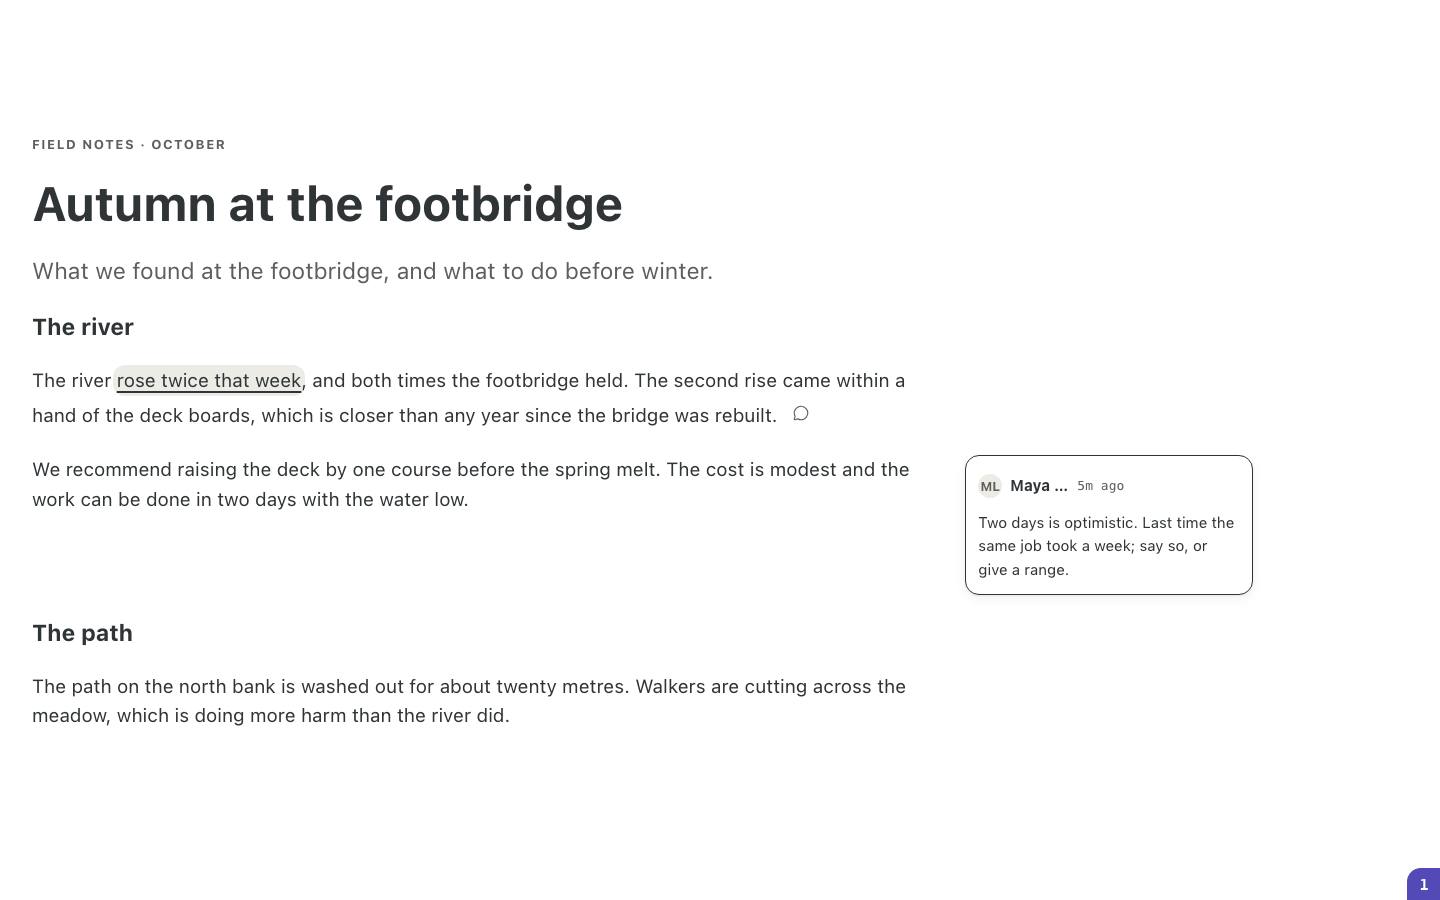 FIELD NOTES · OCTOBER
Autumn at the footbridge
What we found at the footbridge, and what to do before winter.
The river
The river rose twice that week, and both times the footbridge held. The second rise came within a
hand of the deck boards, which is closer than any year since the bridge was rebuilt.
We recommend raising the deck by one course before the spring melt. The cost is modest and the
work can be done in two days with the water low.
ML Maya ... 5m ago
Two days is optimistic. Last time the
same job took a week; say so, or
give a range.
The path
The path on the north bank is washed out for about twenty metres. Walkers are cutting across the
meadow, which is doing more harm than the river did.
1